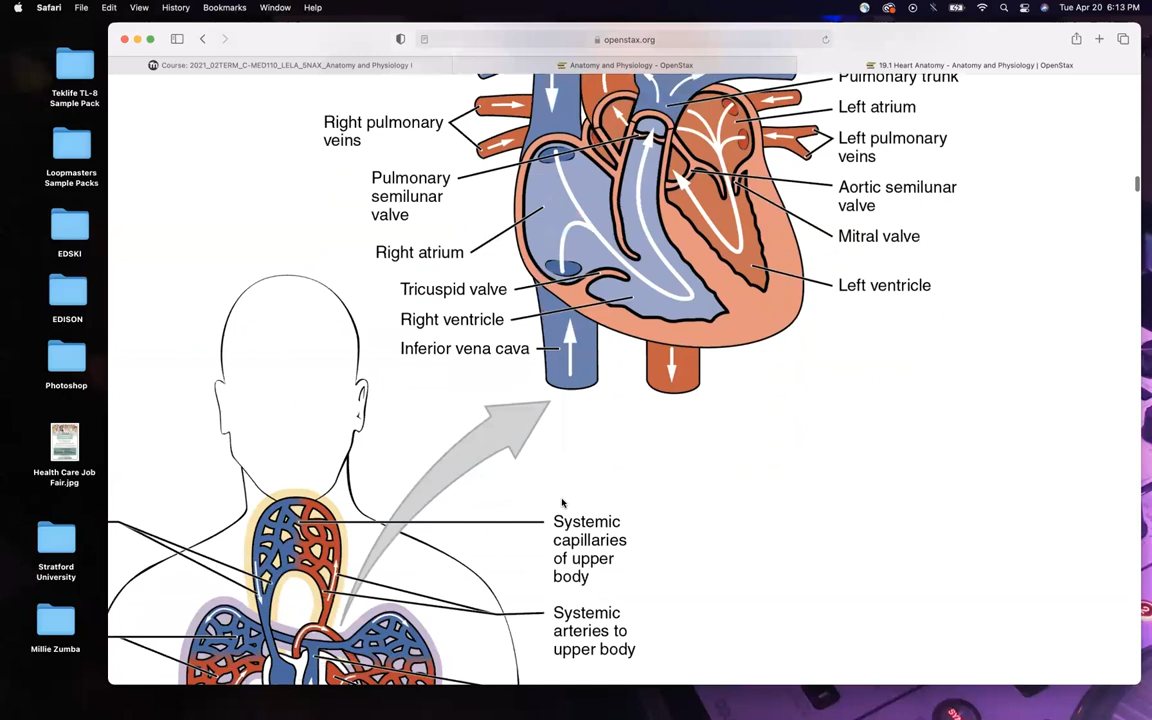 Safari File Edit View History Bookmarks Window Help
Tue Apr 20 6:13 PM
openstax.org
Course: 2021_02TERM_C-MED110_LELA_5NAX_Anatomy and Physiology I
Anatomy and Physiology - OpenStax
19.1 Heart Anatomy - Anatomy and Physiology | OpenStax
Teklife TL-8
Sample Pack
Loopmasters
Sample Packs
EDSKI
EDISON
Photoshop
Health Care Job
Fair.jpg
Stratford
University
Millie Zumba
Right pulmonary
veins
Pulmonary
semilunar
valve
Right atrium
Tricuspid valve
Right ventricle
Inferior vena cava
Pulmonary trunk
Left atrium
Left pulmonary
veins
Aortic semilunar
valve
Mitral valve
Left ventricle
Systemic
capillaries
of upper
body
Systemic
arteries to
upper body